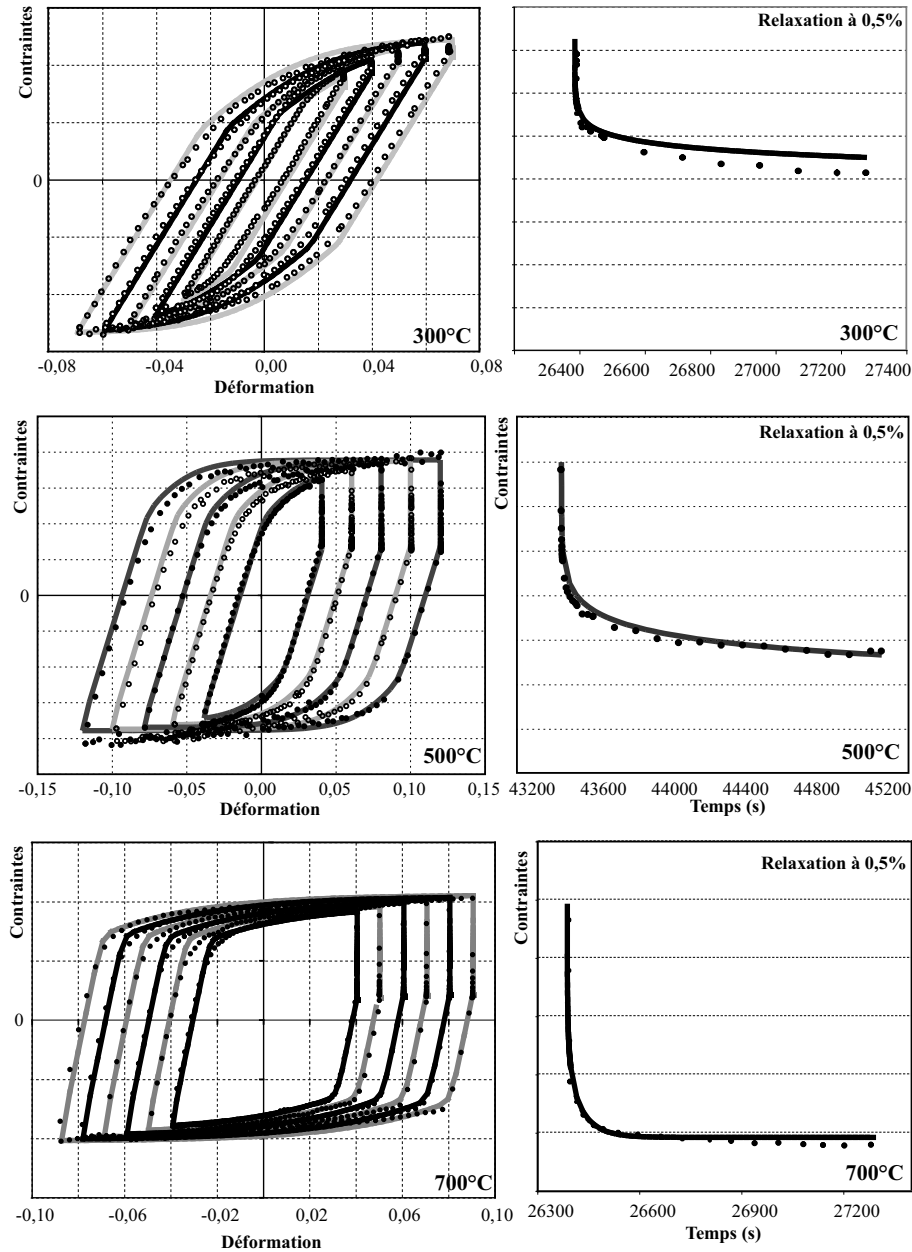 Contraintes
0
300°C
-0,08
-0,04
0,00
0,04
0,08
Déformation
Relaxation à 0,5%
300°C
26400
26600
26800
27000
27200
27400
Contraintes
0
500°C
-0,15
-0,10
-0,05
0,00
0,05
0,10
0,15
Déformation
Contraintes
Relaxation à 0,5%
500°C
43200
43600
44000
44400
44800
45200
Temps (s)
Contraintes
0
700°C
-0,10
-0,06
-0,02
0,02
0,06
0,10
Déformation
Contraintes
Relaxation à 0,5%
700°C
26300
26600
26900
27200
Temps (s)